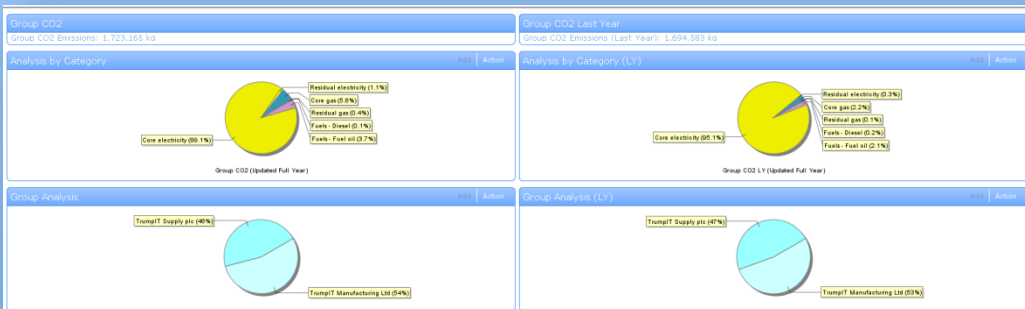 Group CO2
Group CO2 Emissions: 1,723,165 kg
Group CO2 Last Year
Group CO2 Emissions (Last Year): 1,694,583 kg
Analysis by Category
Add Action
Residual electricity (1.1%)
Core gas (5.6%)
Residual gas (0.4%)
Fuels - Diesel (0.1%)
Fuels - Fuel oil (3.7%)
Core electricity (89.1%)
Group CO2 (Updated Full Year)
Analysis by Category (LY)
Add Action
Residual electricity (0.3%)
Core gas (2.2%)
Residual gas (0.1%)
Fuels - Diesel (0.2%)
Fuels - Fuel oil (2.1%)
Core electricity (95.1%)
Group CO2 LY (Updated Full Year)
Group Analysis
Add Action
TrumpIT Supply plc (46%)
TrumpIT Manufacturing Ltd (54%)
Group Analysis (LY)
Add Action
TrumpIT Supply plc (47%)
TrumpIT Manufacturing Ltd (53%)